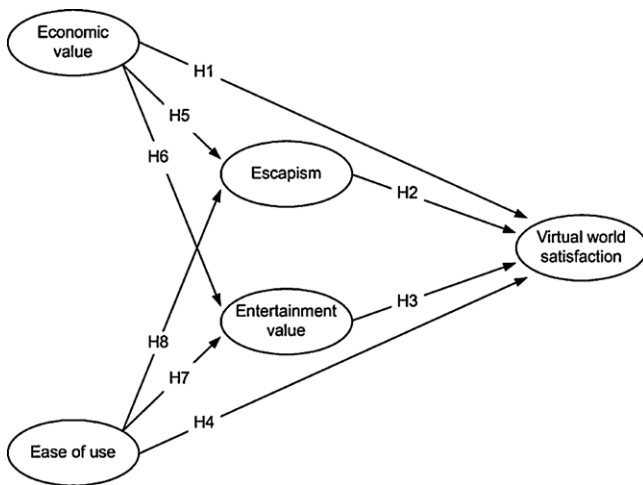 Economic
value
H1
H5
H6
Escapism
H2
Virtual world
satisfaction
Entertainment
value
H3
H8
H7
H4
Ease of use